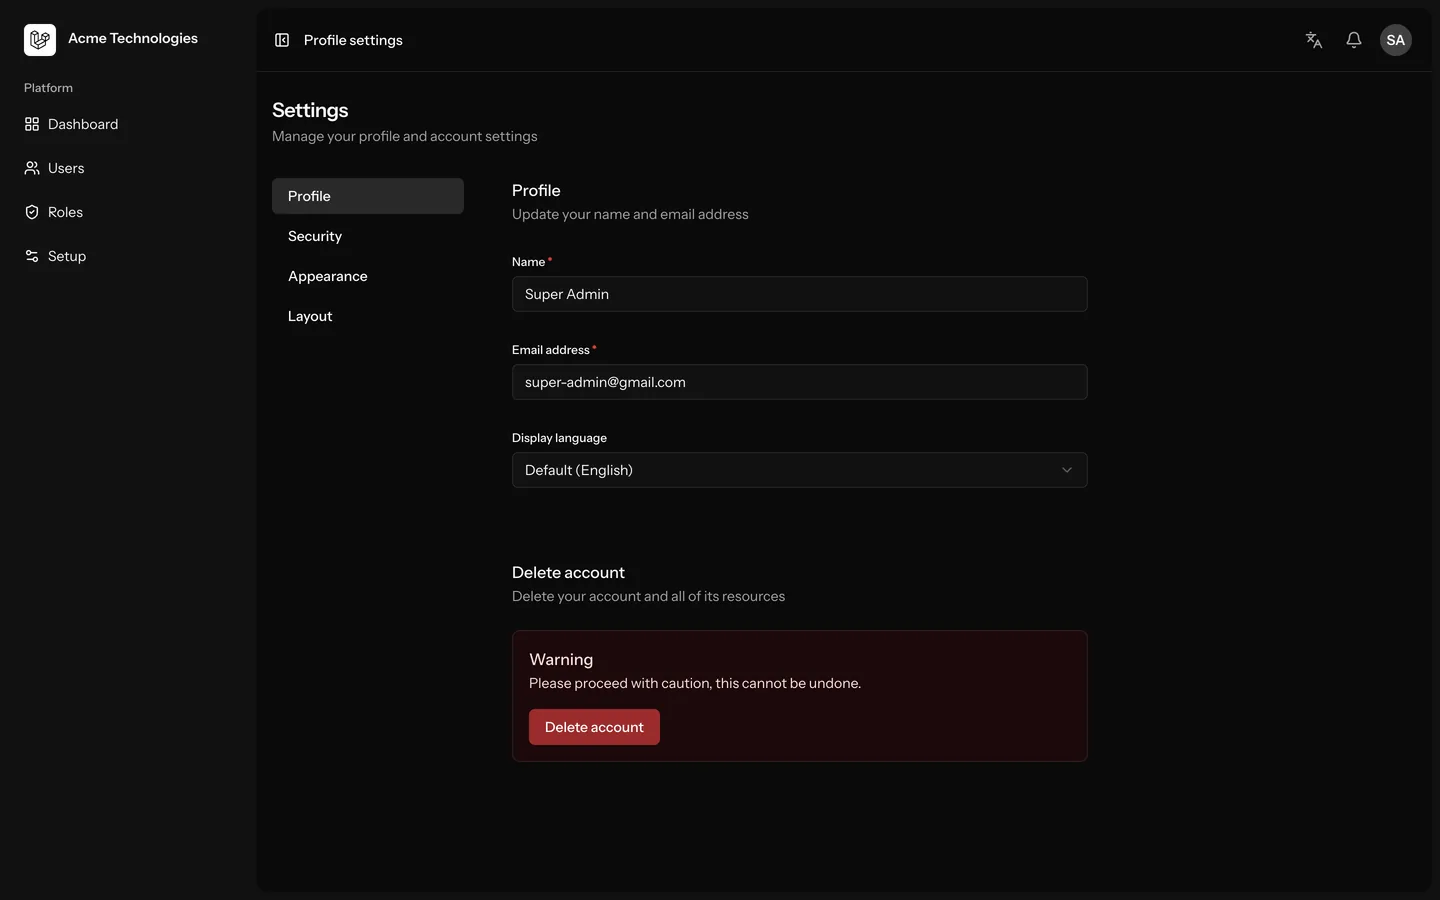 Acme Technologies
Platform
Dashboard
Users
Roles
Setup
Profile settings
SA
Settings
Manage your profile and account settings
Profile
Security
Appearance
Layout
Profile
Update your name and email address
Name *
Super Admin
Email address *
super-admin@gmail.com
Display language
Default (English)
Delete account
Delete your account and all of its resources
Warning
Please proceed with caution, this cannot be undone.
Delete account